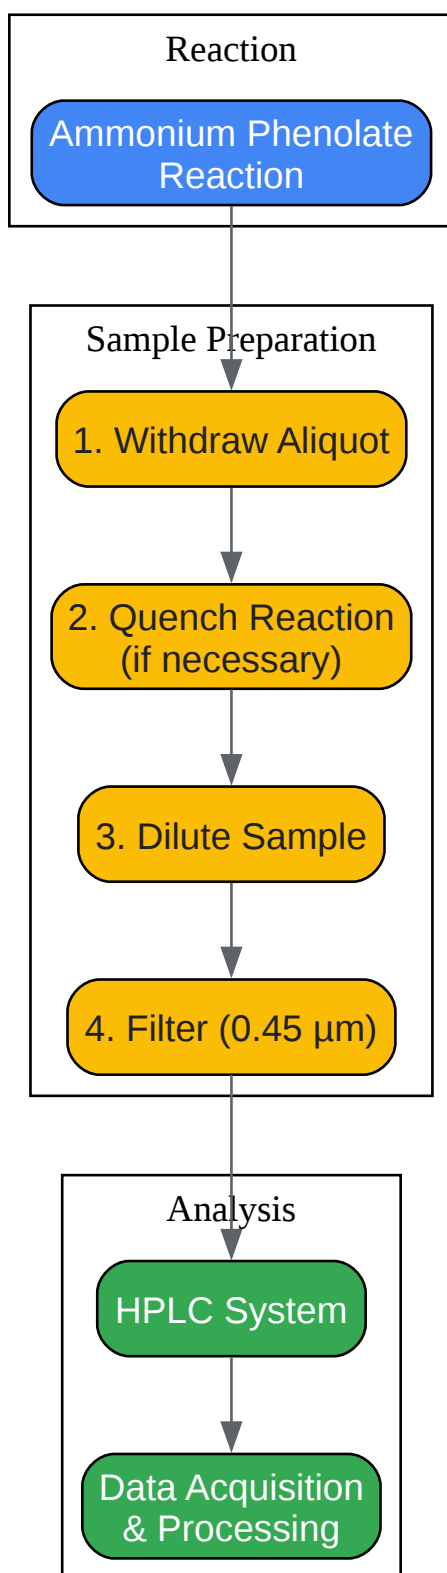 Reaction
Ammonium Phenolate
Reaction
Sample Preparation
1. Withdraw Aliquot
2. Quench Reaction
(if necessary)
3. Dilute Sample
4. Filter (0.45 µm)
Analysis
HPLC System
Data Acquisition
& Processing